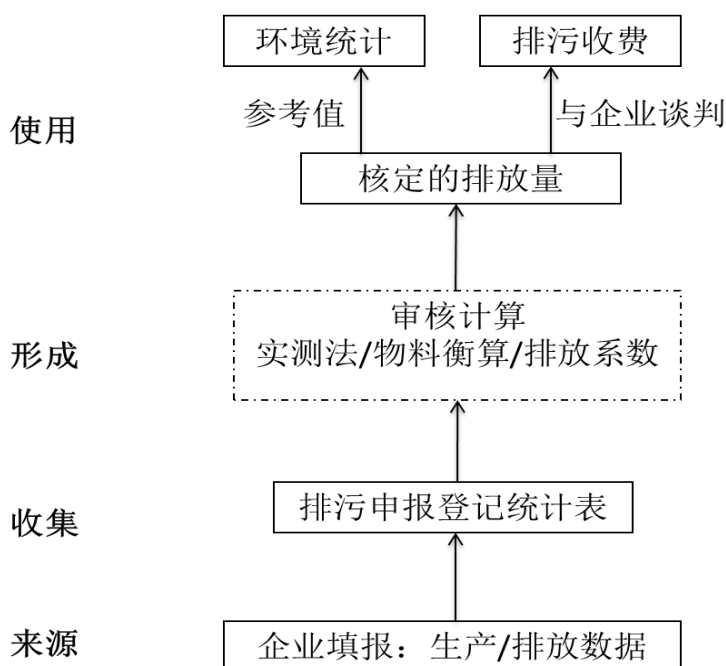 环境统计
排污收费
参考值
与企业谈判
使用
核定的排放量
审核计算
实测法/物料衡算/排放系数
形成
排污申报登记统计表
收集
企业填报：生产/排放数据
来源